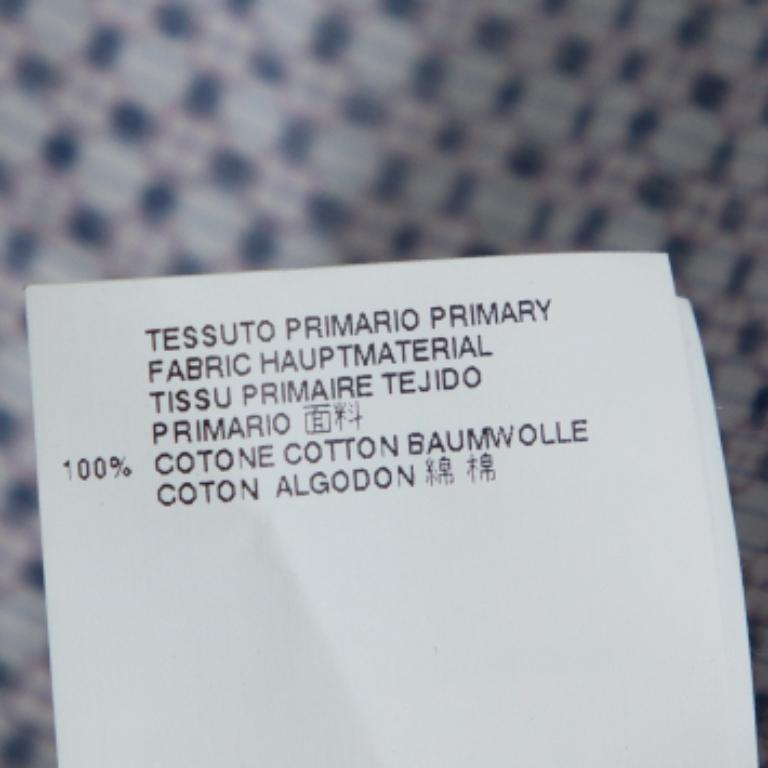 TESSUTO PRIMARIO PRIMARY
FABRIC HAUPTMATERIAL
TISSU PRIMAIRE TEJIDO
PRIMARIO 面料
100% COTONE COTTON BAUMWOLLE
COTON ALGODON 綿 棉